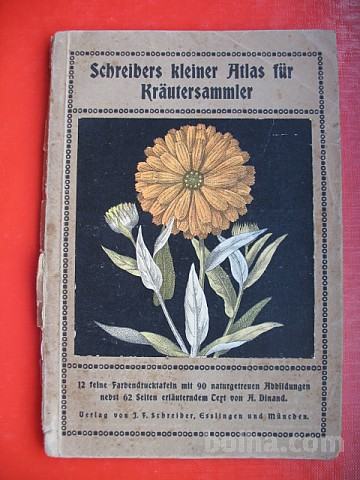 Schreibers kleiner Atlas für
Kräutersammler
12 feine Farbendrucktafeln mit 90 naturgetreuen Abbildungen
nebst 62 Seiten erläuterndem Text von A. Dinand.
Verlag von J. F. Schreiber, Esslingen und München.
bolha.com